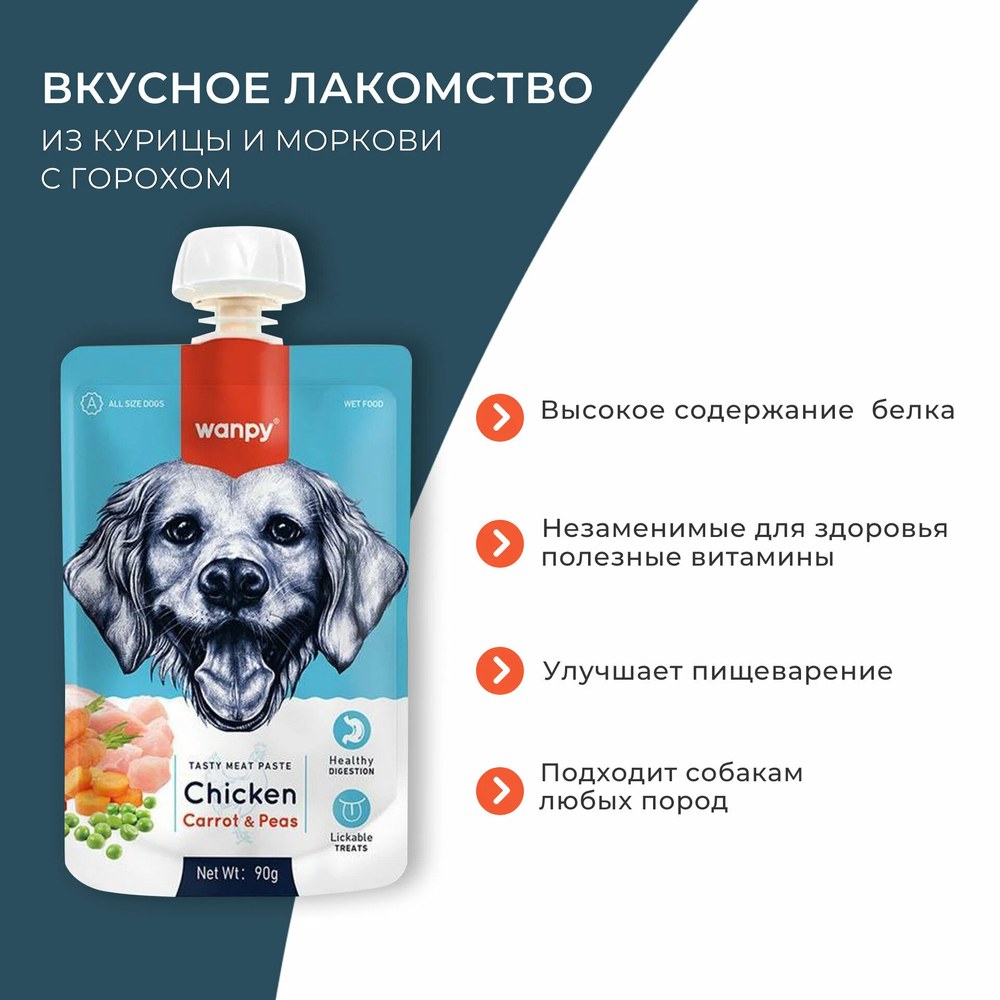 ВКУСНОЕ ЛАКОМСТВО
ИЗ КУРИЦЫ И МОРКОВИ
С ГОРОХОМ
A ALL SIZE DOGS
WET FOOD
wanpy®
TASTY MEAT PASTE
Chicken
Carrot & Peas
Healthy
DIGESTION
Lickable
TREATS
Net Wt: 90g
Высокое содержание белка
Незаменимые для здоровья
полезные витамины
Улучшает пищеварение
Подходит собакам
любых пород